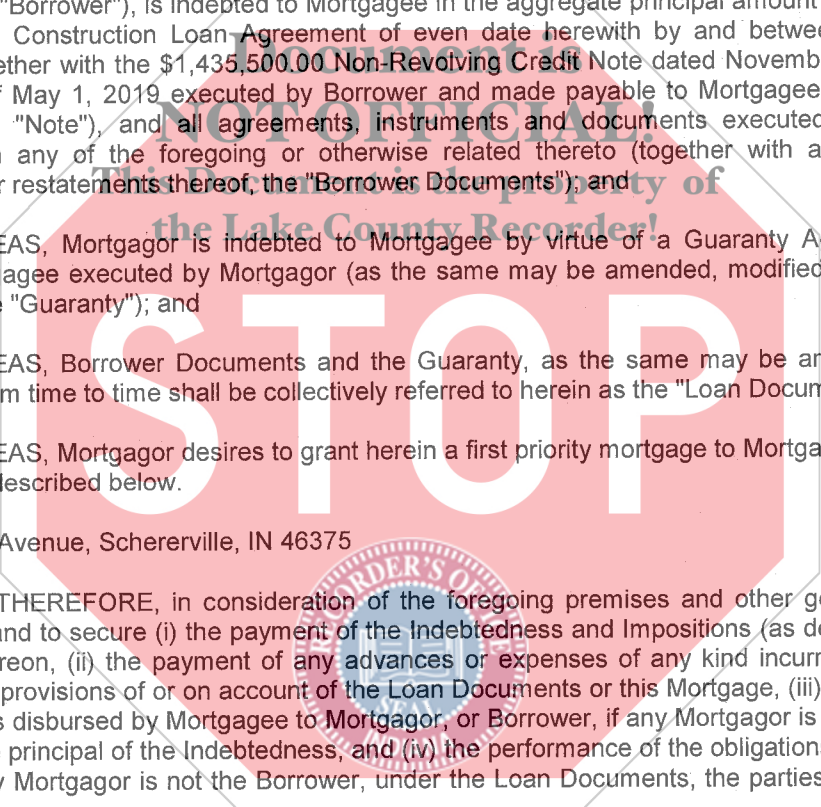 "Borrower"), is indebted to Mortgagee in the aggregate principal amount
Construction Loan Agreement of even date herewith by and betwe
ether with the $1,435,500.00 Non-Revolving Credit Note dated Novemb
f May 1, 2019 executed by Borrower and made payable to Mortgagee
"Note"), and all agreements, instruments and documents executed
any of the foregoing or otherwise related thereto (together with a
r restatements thereof, the "Borrower Documents"); and
Document is
NOT OFFICIAL!
This Document is the property of
the Lake County Recorder!
EAS, Mortgagor is indebted to Mortgagee by virtue of a Guaranty A
agee executed by Mortgagor (as the same may be amended, modified
e "Guaranty"); and
STOP
EAS, Borrower Documents and the Guaranty, as the same may be an
m time to time shall be collectively referred to herein as the "Loan Docum
EAS, Mortgagor desires to grant herein a first priority mortgage to Mortga
described below.
Avenue, Schererville, IN 46375
THEREFORE, in consideration of the foregoing premises and other g
and to secure (i) the payment of the Indebtedness and Impositions (as de
reon, (ii) the payment of any advances or expenses of any kind incurr
provisions of or on account of the Loan Documents or this Mortgage, (iii)
s disbursed by Mortgagee to Mortgagor, or Borrower, if any Mortgagor is
principal of the Indebtedness, and (iv) the performance of the obligation
y Mortgagor is not the Borrower, under the Loan Documents, the parties
RECORDER'S OFFICE
SEAL
INDIANA